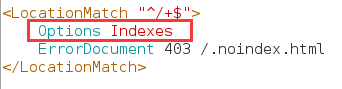 <LocationMatch "^/+$">
Options Indexes
ErrorDocument 403 /.noindex.html
</LocationMatch>